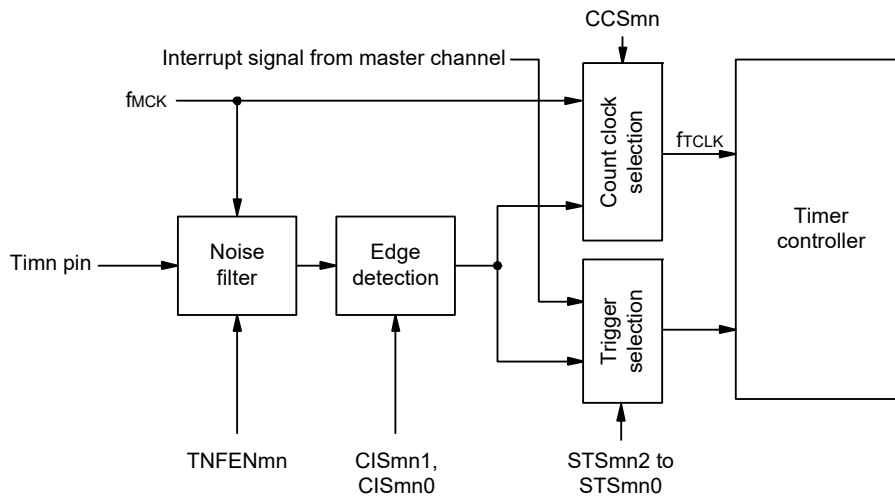 CCSmn
Interrupt signal from master channel
fMCK
Count clock
selection
fTCLK
Timer
controller
Timn pin
Noise
filter
Edge
detection
Trigger
selection
TNFENmn
CISmn1,
CISmn0
STSmn2 to
STSmn0